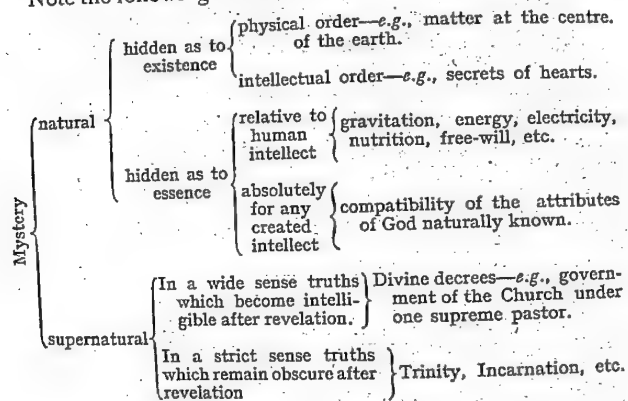 Note the following
physical order—e.g., matter at the centre.
of the earth.
hidden as to
existence
intellectual order—e.g., secrets of hearts.
natural
relative to
human
intellect
gravitation, energy, electricity,
nutrition, free-will, etc.
hidden as to
essence
absolutely
for any
created
intellect
compatibility of the attributes
of God naturally known.
Mystery
supernatural
In a wide sense truths
which become intelli-
gible after revelation.
Divine decrees—e.g., govern-
ment of the Church under
one supreme pastor.
In a strict sense truths
which remain obscure after
revelation
Trinity, Incarnation, etc.